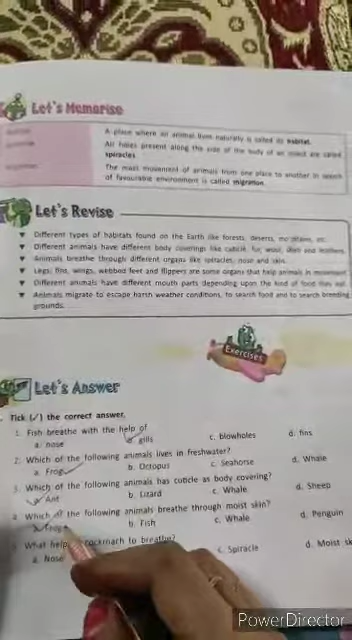 Let's Memorise
A place where an animal lives naturally is called its habitat.
Air holes present along the side of the body of an insect are called
spiracles.
The mass movement of animals from one place to another in search
of favourable environment is called migration.
Let's Revise
Different types of habitats found on the Earth like forests, deserts, mountains, etc.
Different animals have different body coverings like cuticle, fur, wool, skin and feathers.
Animals breathe through different organs like spiracles, nose and skin.
Legs, fins, wings, webbed feet and flippers are some organs that help animals in movement.
Different animals have different mouth parts depending upon the kind of food they eat.
Animals migrate to escape harsh weather conditions, to search food and to search breeding
grounds.
Exercises
Let's Answer
Tick (✓) the correct answer.
1. Fish breathe with the help of
a. nose gills c. blowholes d. fins
2. Which of the following animals lives in freshwater?
a. Frog b. Octopus c. Seahorse d. Whale
3. Which of the following animals has cuticle as body covering?
a. Ant b. Lizard c. Whale d. Sheep
4. Which of the following animals breathe through moist skin?
b. Fish c. Whale d. Penguin
What help cockroach to breathe?
a. Nose c. Spiracle d. Moist sk
PowerDirector